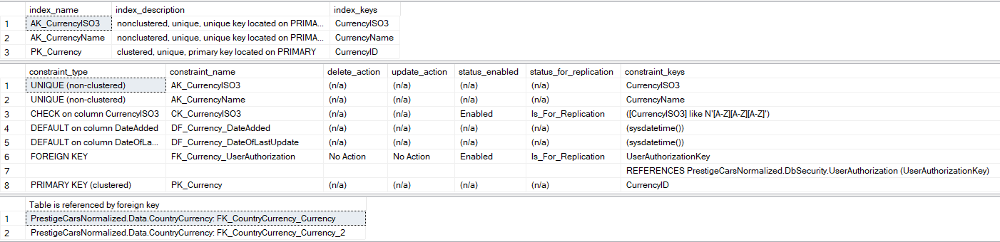 index_name index_description index_keys
1 AK_CurrencyISO3 nonclustered, unique, unique key located on PRIMA... CurrencyISO3
2 AK_CurrencyName nonclustered, unique, unique key located on PRIMA... CurrencyName
3 PK_Currency clustered, unique, primary key located on PRIMARY CurrencyID
constraint_type constraint_name delete_action update_action status_enabled status_for_replication constraint_keys
1 UNIQUE (non-clustered) AK_CurrencyISO3 (n/a) (n/a) (n/a) (n/a) CurrencyISO3
2 UNIQUE (non-clustered) AK_CurrencyName (n/a) (n/a) (n/a) (n/a) CurrencyName
3 CHECK on column CurrencyISO3 CK_CurrencyISO3 (n/a) (n/a) Enabled Is_For_Replication ([CurrencyISO3] like N'[A-Z][A-Z][A-Z]')
4 DEFAULT on column DateAdded DF_Currency_DateAdded (n/a) (n/a) (n/a) (n/a) (sysdatetime())
5 DEFAULT on column DateOfLa... DF_Currency_DateOfLastUpdate (n/a) (n/a) (n/a) (n/a) (sysdatetime())
6 FOREIGN KEY FK_Currency_UserAuthorization No Action No Action Enabled Is_For_Replication UserAuthorizationKey
7 REFERENCES PrestigeCarsNormalized.DbSecurity.UserAuthorization (UserAuthorizationKey)
8 PRIMARY KEY (clustered) PK_Currency (n/a) (n/a) (n/a) (n/a) CurrencyID
Table is referenced by foreign key
1 PrestigeCarsNormalized.Data.CountryCurrency: FK_CountryCurrency_Currency
2 PrestigeCarsNormalized.Data.CountryCurrency: FK_CountryCurrency_Currency_2